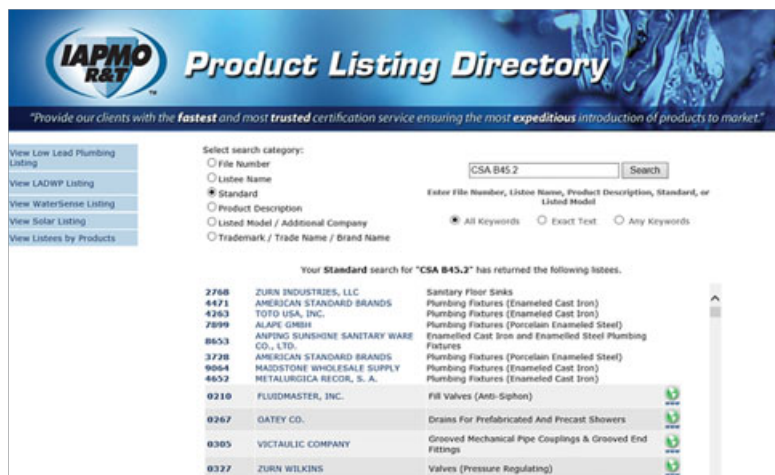 IAPMO
R&T
™
Product Listing Directory
"Provide our clients with the fastest and most trusted certification service ensuring the most expeditious introduction of products to market."
View Low Lead Plumbing
Listing
View LADWP Listing
View WaterSense Listing
View Solar Listing
View Listees by Products
Select search category:
File Number
Listee Name
Standard
Product Description
Listed Model / Additional Company
Trademark / Trade Name / Brand Name
CSA B45.2 Search
Enter File Number, Listee Name, Product Description, Standard, or
Listed Model
All Keywords Exact Text Any Keywords
Your Standard search for "CSA B45.2" has returned the following listees.
2768 ZURN INDUSTRIES, LLC Sanitary Floor Sinks
4471 AMERICAN STANDARD BRANDS Plumbing Fixtures (Enameled Cast Iron)
4263 TOTO USA, INC. Plumbing Fixtures (Enameled Cast Iron)
7899 ALAPE GMBH Plumbing Fixtures (Porcelain Enameled Steel)
8653 ANPING SUNSHINE SANITARY WARE CO., LTD. Enamelled Cast Iron and Enamelled Steel Plumbing Fixtures
3728 AMERICAN STANDARD BRANDS Plumbing Fixtures (Porcelain Enameled Steel)
9064 MAIDSTONE WHOLESALE SUPPLY Plumbing Fixtures (Enameled Cast Iron)
4652 METALURGICA RECOR, S. A. Plumbing Fixtures (Enameled Cast Iron)
0210 FLUIDMASTER, INC. Fill Valves (Anti-Siphon)
0267 OATEY CO. Drains For Prefabricated And Precast Showers
0305 VICTAULIC COMPANY Grooved Mechanical Pipe Couplings & Grooved End Fittings
0327 ZURN WILKINS Valves (Pressure Regulating)